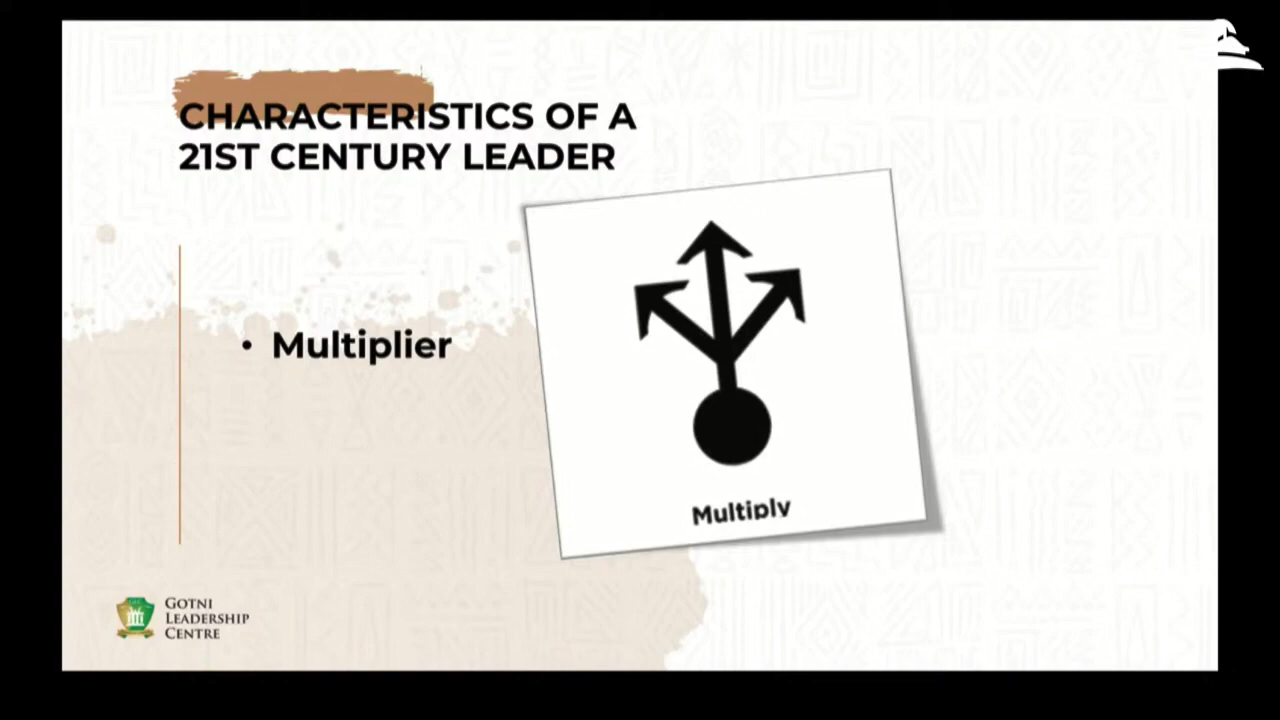 CHARACTERISTICS OF A
21ST CENTURY LEADER
• Multiplier
Multiply
GOTNI
LEADERSHIP
CENTRE